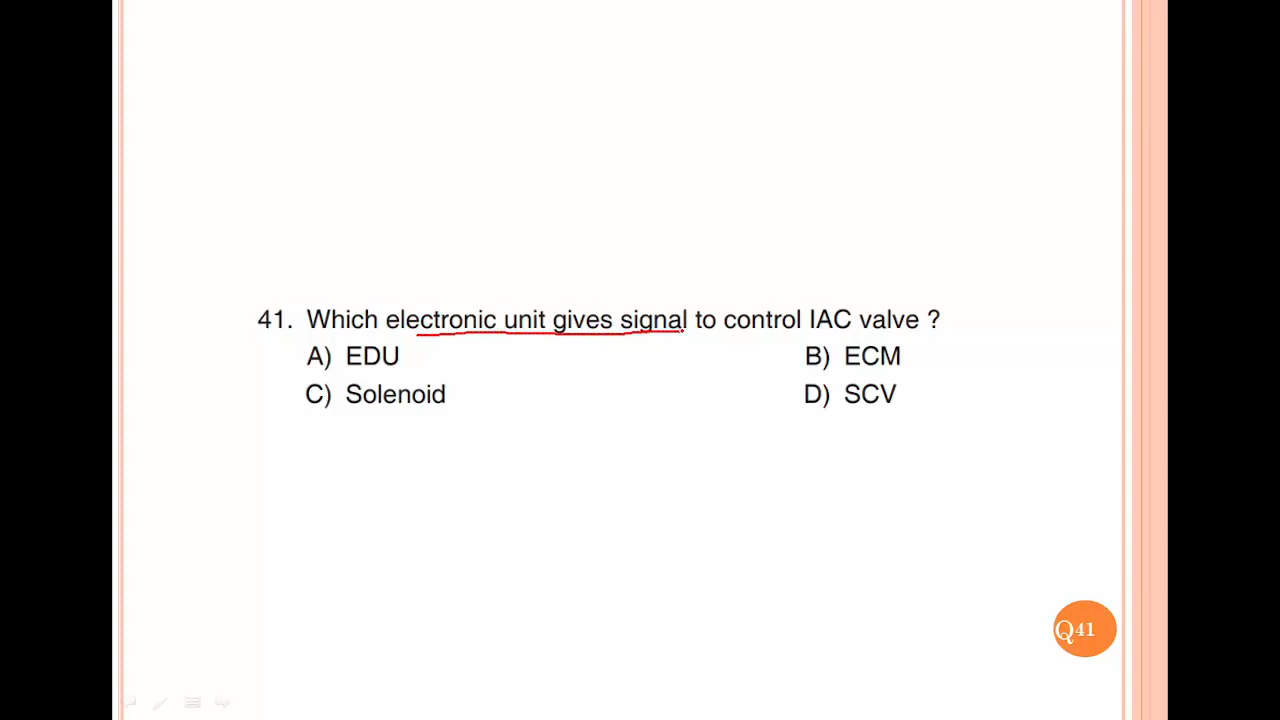 41. Which electronic unit gives signal to control IAC valve ?
A) EDU B) ECM
C) Solenoid D) SCV
Q41